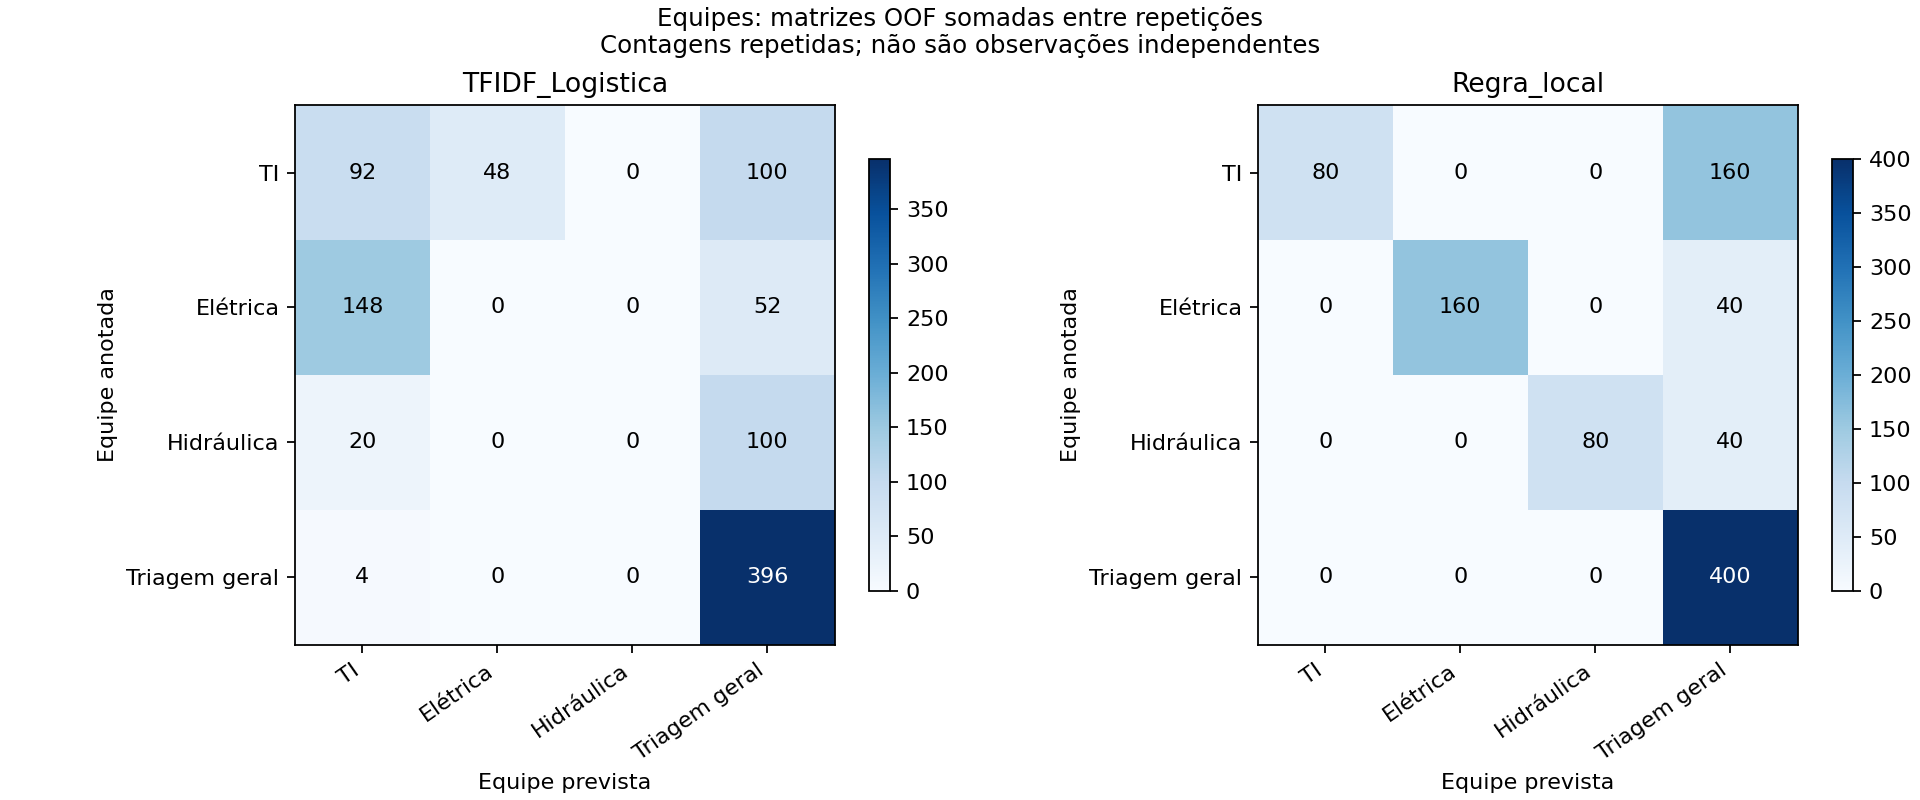 Equipes: matrizes OOF somadas entre repetições
Contagens repetidas; não são observações independentes
TFIDF_Logistica
Equipe anotada
TI
92 48 0 100
Elétrica
148 0 0 52
Hidráulica
20 0 0 100
Triagem geral
4 0 0 396
TI
Elétrica
Hidráulica
Triagem geral
Equipe prevista
350
300
250
200
150
100
50
0
Regra_local
Equipe anotada
TI
80 0 0 160
Elétrica
0 160 0 40
Hidráulica
0 0 80 40
Triagem geral
0 0 0 400
TI
Elétrica
Hidráulica
Triagem geral
Equipe prevista
400
350
300
250
200
150
100
50
0